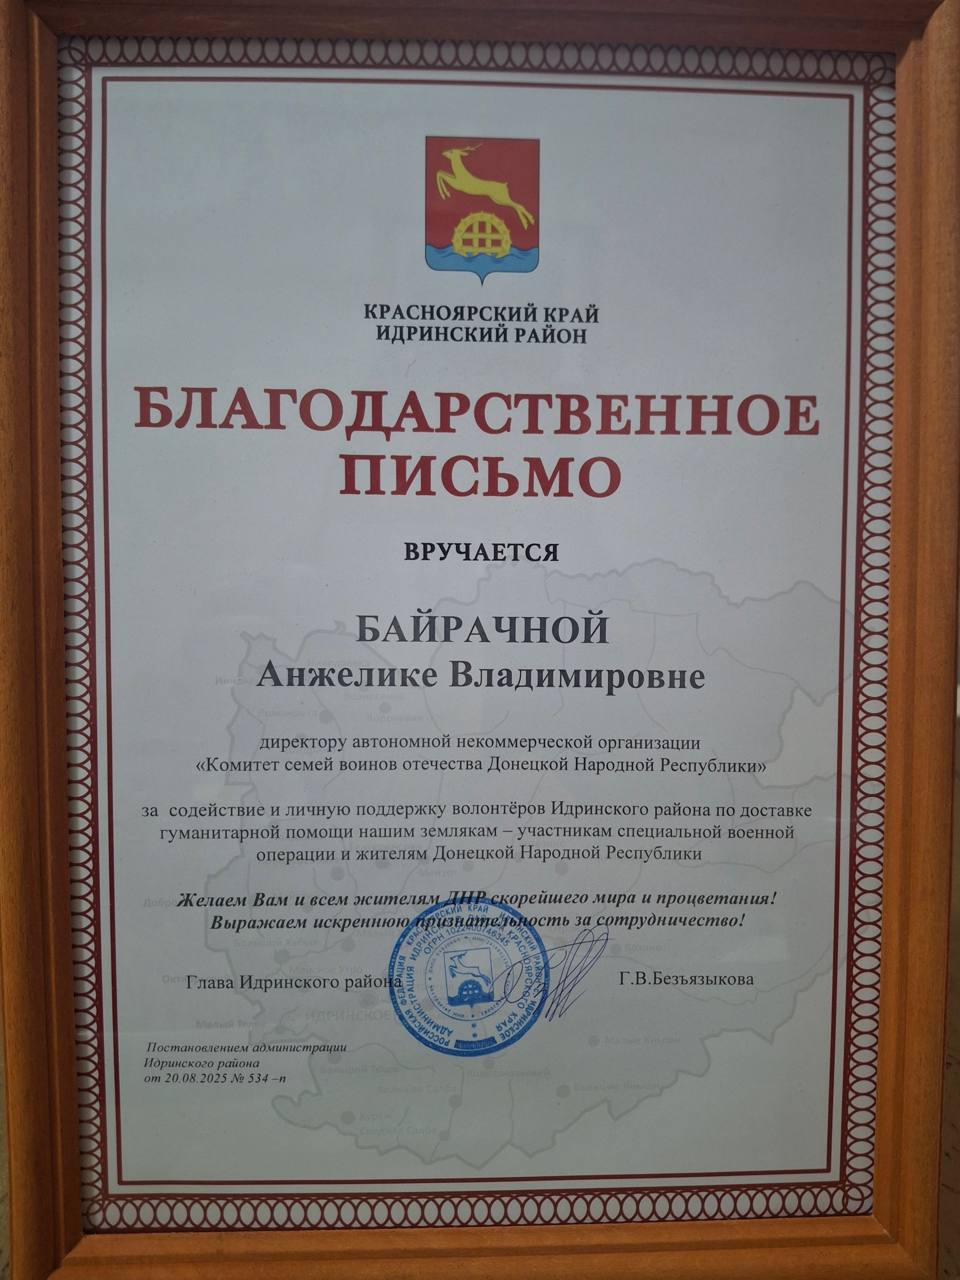 КРАСНОЯРСКИЙ КРАЙ
ИДРИНСКИЙ РАЙОН
БЛАГОДАРСТВЕННОЕ
ПИСЬМО
ВРУЧАЕТСЯ
БАЙРАЧНОЙ
Анжелике Владимировне
директору автономной некоммерческой организации
«Комитет семей воинов отечества Донецкой Народной Республики»
за содействие и личную поддержку волонтёров Идринского района по доставке
гуманитарной помощи нашим землякам – участникам специальной военной
операции и жителям Донецкой Народной Республики
Желаем Вам и всем жителям ДНР скорейшего мира и процветания!
Выражаем искреннюю признательность за сотрудничество!
Глава Идринского района
Г.В.Безъязыкова
Постановлением администрации
Идринского района
от 20.08.2025 № 534 –п